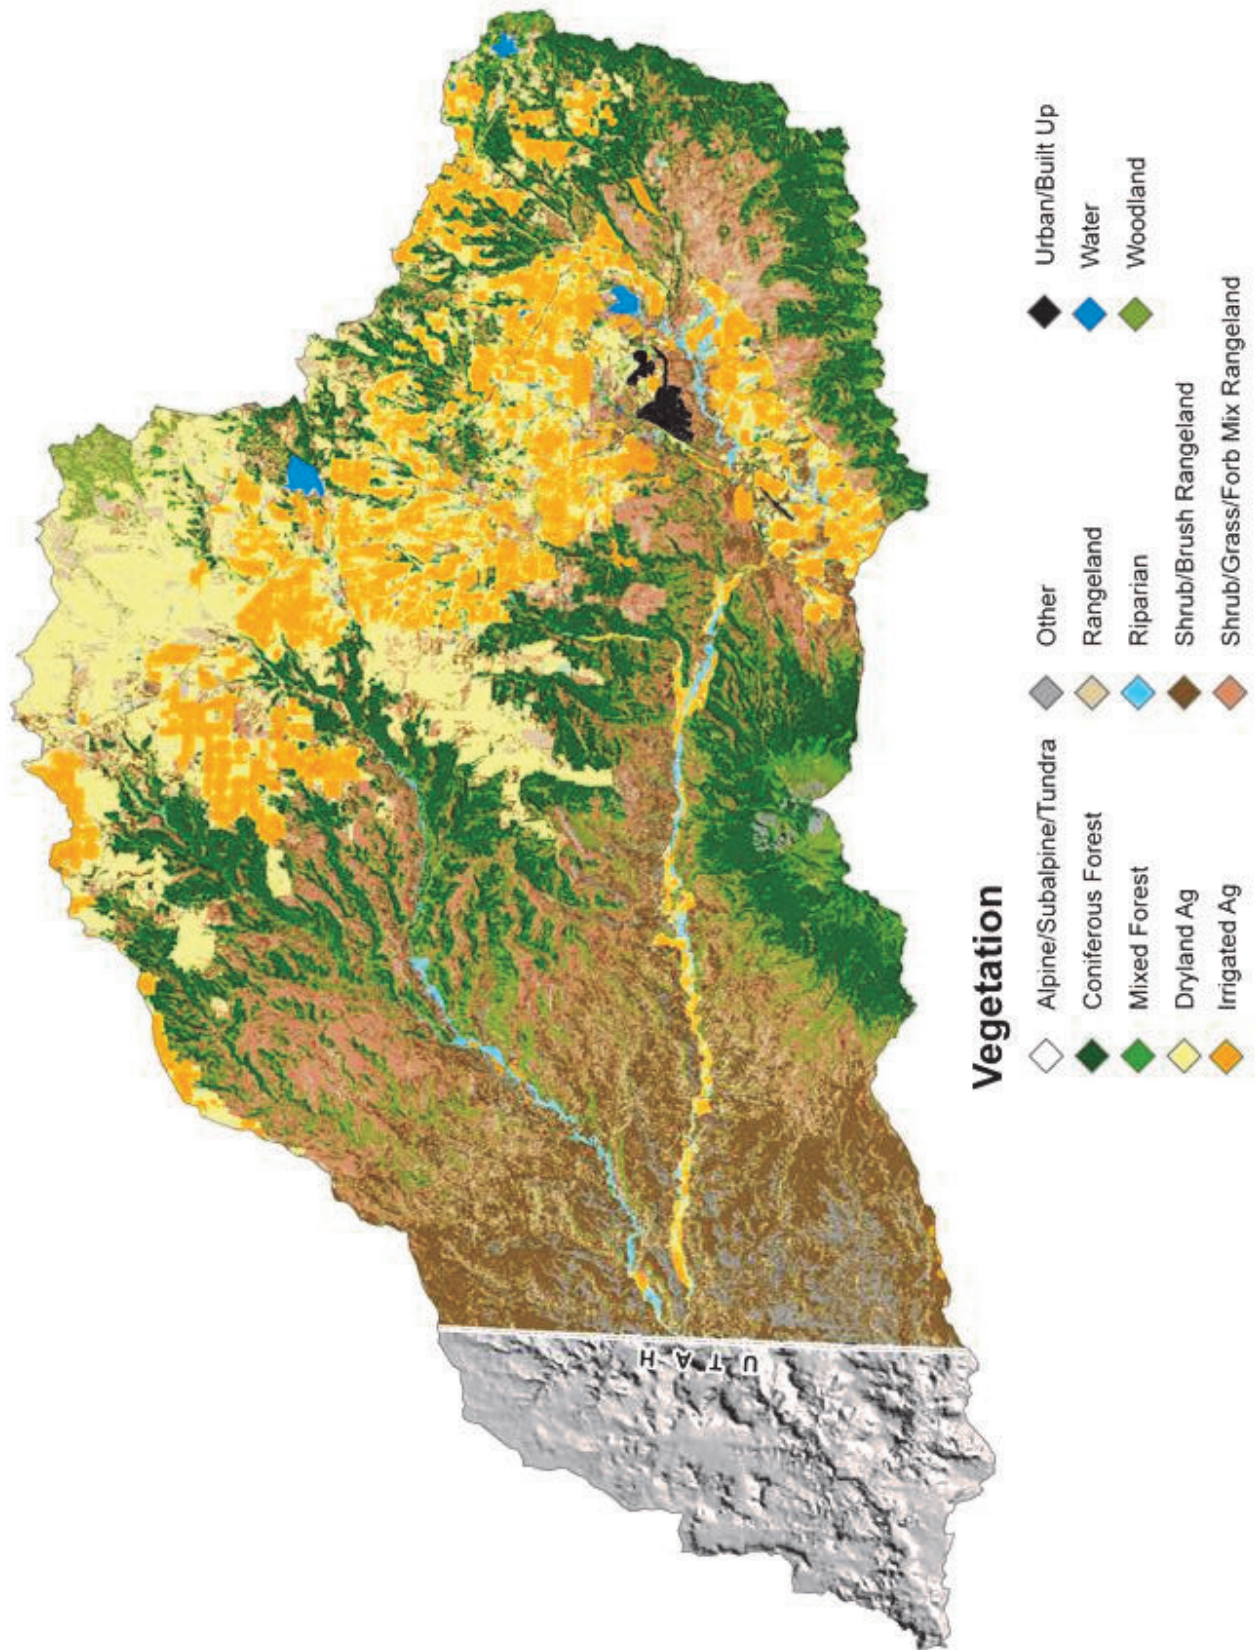 UTAH
Vegetation
Alpine/Subalpine/Tundra
Coniferous Forest
Mixed Forest
Dryland Ag
Irrigated Ag
Other
Rangeland
Riparian
Shrub/Brush Rangeland
Shrub/Grass/Forb Mix Rangeland
Urban/Built Up
Water
Woodland